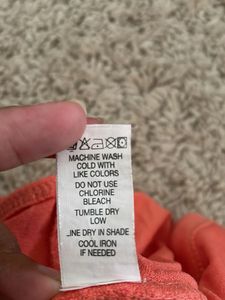 MACHINE WASH
COLD WITH
LIKE COLORS
DO NOT USE
CHLORINE
BLEACH
TUMBLE DRY
LOW
LINE DRY IN SHADE
COOL IRON
IF NEEDED